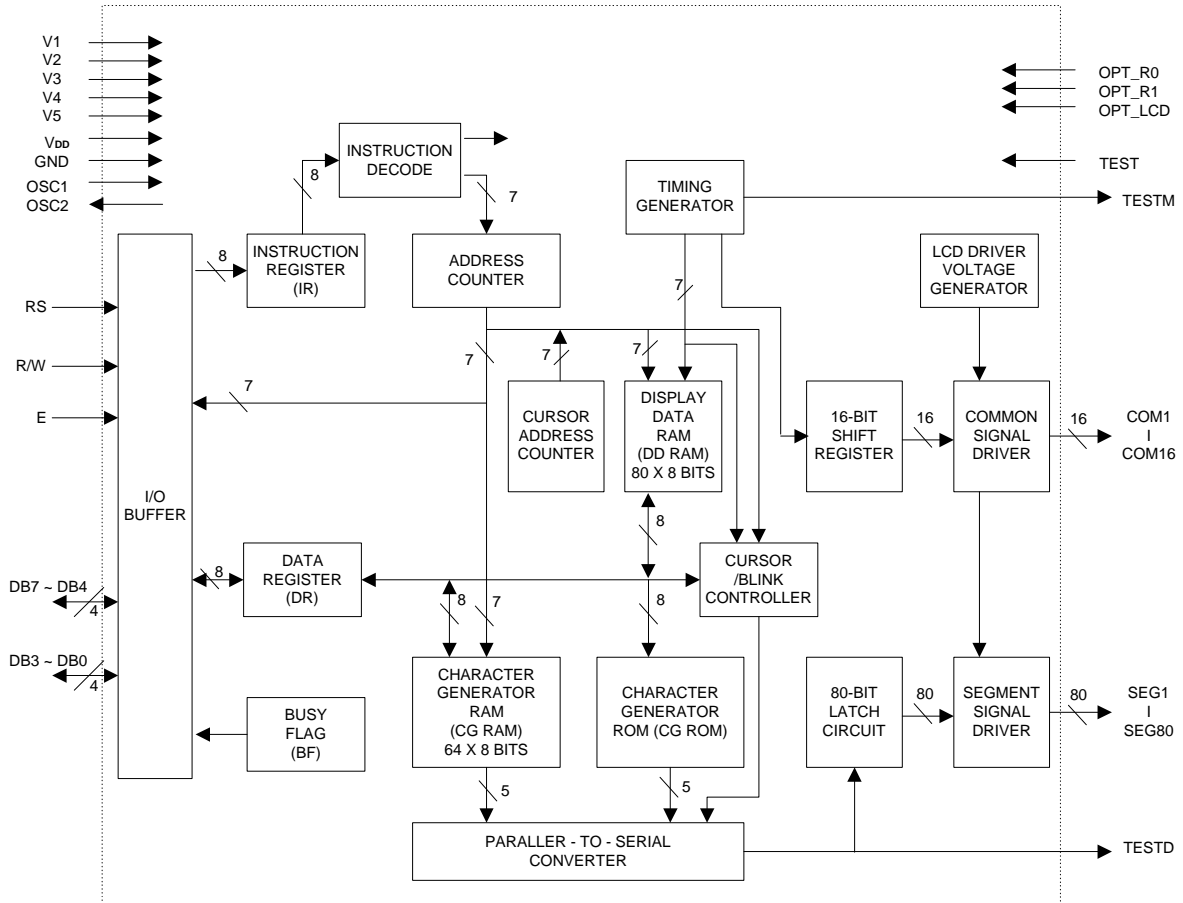 V1
V2
V3
V4
V5
VDD
GND
OSC1
OSC2
OPT_R0
OPT_R1
OPT_LCD
TEST
TESTM
INSTRUCTION
DECODE
8
7
TIMING
GENERATOR
INSTRUCTION
REGISTER
(IR)
8
ADDRESS
COUNTER
LCD DRIVER
VOLTAGE
GENERATOR
7
RS
R/W
E
7
7
7
7
CURSOR
ADDRESS
COUNTER
DISPLAY
DATA
RAM
(DD RAM)
80 X 8 BITS
16-BIT
SHIFT
REGISTER
16
COMMON
SIGNAL
DRIVER
16
COM1
I
COM16
I/O
BUFFER
8
DATA
REGISTER
(DR)
8
CURSOR
/BLINK
CONTROLLER
DB7 ~ DB4
4
8
7
8
DB3 ~ DB0
4
CHARACTER
GENERATOR
RAM
(CG RAM)
64 X 8 BITS
CHARACTER
GENERATOR
ROM (CG ROM)
80-BIT
LATCH
CIRCUIT
80
SEGMENT
SIGNAL
DRIVER
80
SEG1
I
SEG80
BUSY
FLAG
(BF)
5
5
PARALLER - TO - SERIAL
CONVERTER
TESTD